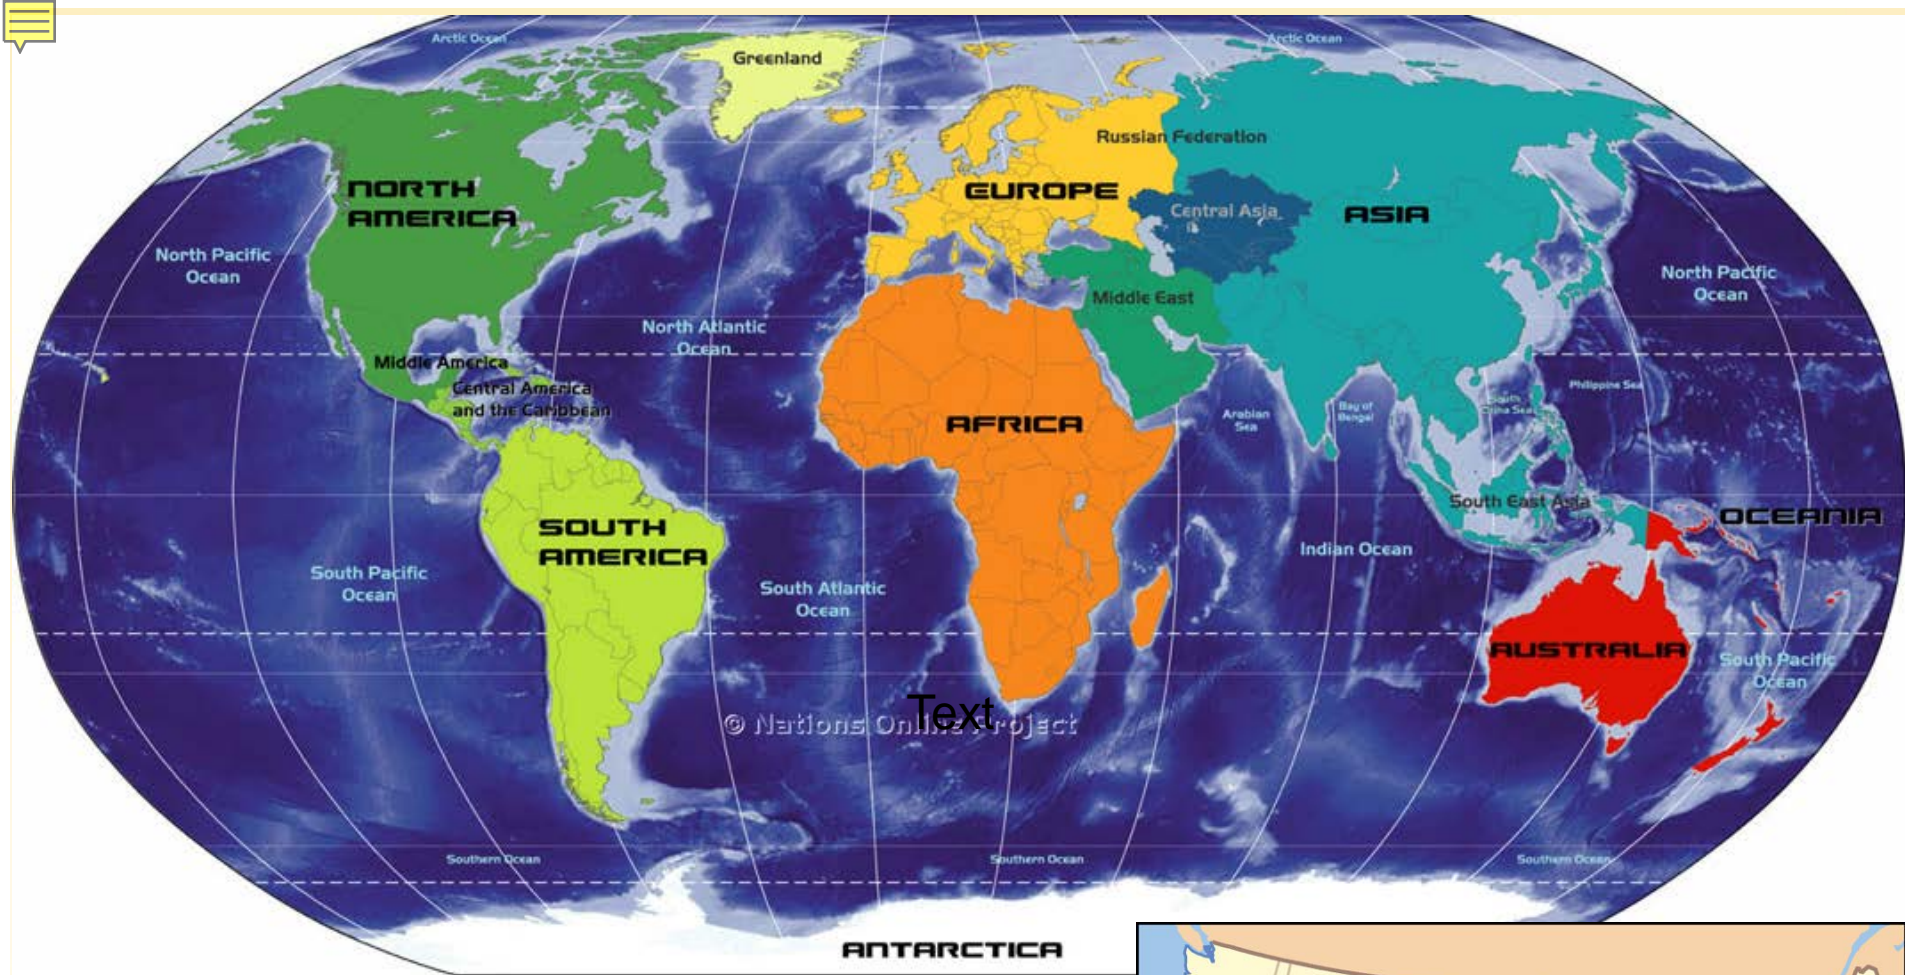 Arctic Ocean
Arctic Ocean
Greenland
Russian Federation
NORTH
AMERICA
EUROPE
Central Asia
ASIA
North Pacific
Ocean
North Pacific
Ocean
Middle East
North Atlantic
Ocean
Middle America
Central America
and the Caribbean
Philippine Sea
South
China Sea
Arabian
Sea
Bay of
Bengal
AFRICA
South East Asia
OCEANIA
SOUTH
AMERICA
Indian Ocean
South Pacific
Ocean
South Atlantic
Ocean
AUSTRALIA
South Pacific
Ocean
Text
© Nations Online Project
Southern Ocean
Southern Ocean
Southern Ocean
ANTARCTICA